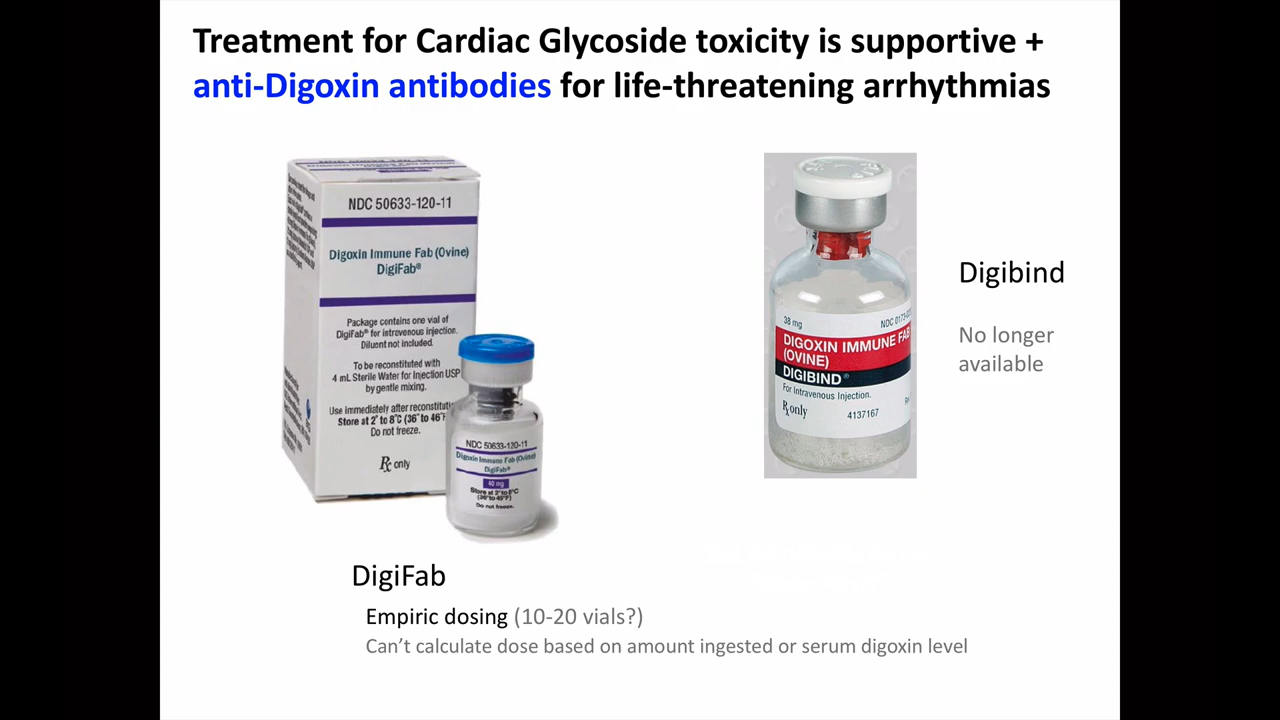 Treatment for Cardiac Glycoside toxicity is supportive +
anti-Digoxin antibodies for life-threatening arrhythmias
NDC 50633-120-11
Digoxin Immune Fab (Ovine)
DigiFab®
Package contains one vial of
DigiFab® for intravenous injection.
Diluent not included.
To be reconstituted with
4 mL Sterile Water for Injection USP
by gentle mixing.
Use immediately after
Store at 2° to 8°C (36° to 46°F
Do not freeze.
Rx only
NDC 50633-120-11
Digoxin Immune Fab (Ovine)
DigiFab®
40 mg
Store at 2° to 8°C
(36° to 46°F)
Do not freeze.
38 mg
NDC 0173-
DIGOXIN IMMUNE FAB
(OVINE)
DIGIBIND®
For Intravenous Injection.
Rx only
4137167
Digibind
No longer
available
DigiFab
Empiric dosing (10-20 vials?)
Can't calculate dose based on amount ingested or serum digoxin level